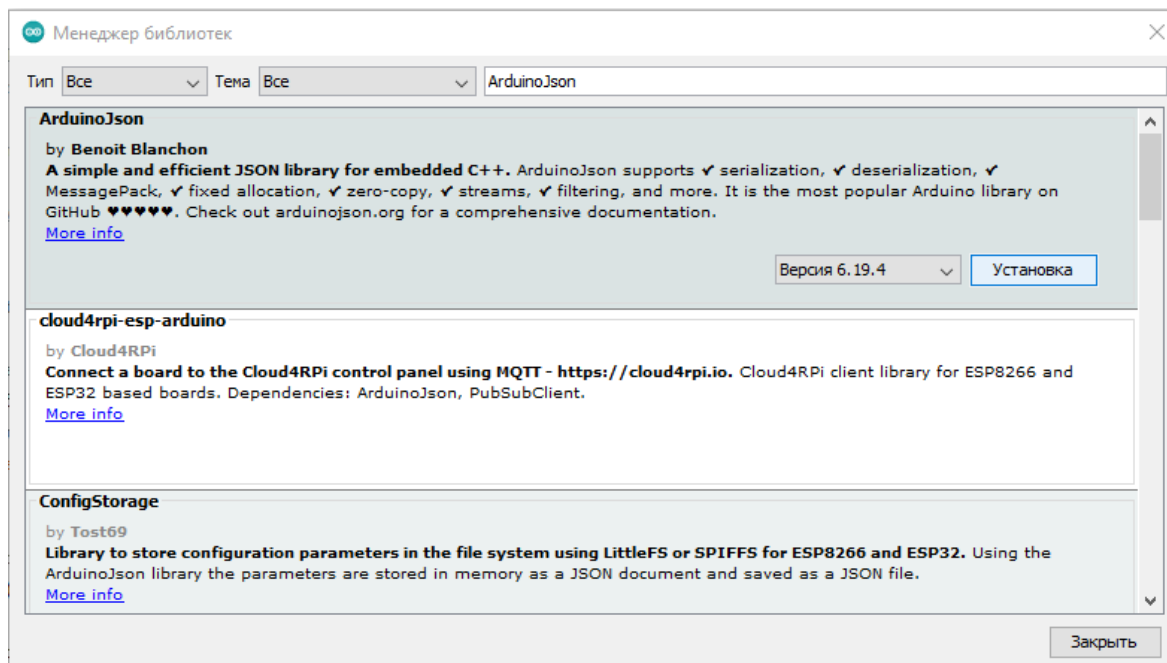 Менеджер библиотек
Тип Все Тема Все ArduinoJson
ArduinoJson
by Benoit Blanchon
A simple and efficient JSON library for embedded C++. ArduinoJson supports ✔ serialization, ✔ deserialization, ✔
MessagePack, ✔ fixed allocation, ✔ zero-copy, ✔ streams, ✔ filtering, and more. It is the most popular Arduino library on
GitHub ♥♥♥♥♥. Check out arduinojson.org for a comprehensive documentation.
More info
Версия 6.19.4 Установка
cloud4rpi-esp-arduino
by Cloud4RPi
Connect a board to the Cloud4RPi control panel using MQTT - https://cloud4rpi.io. Cloud4RPi client library for ESP8266 and
ESP32 based boards. Dependencies: ArduinoJson, PubSubClient.
More info
ConfigStorage
by Tost69
Library to store configuration parameters in the file system using LittleFS or SPIFFS for ESP8266 and ESP32. Using the
ArduinoJson library the parameters are stored in memory as a JSON document and saved as a JSON file.
More info
Закрыть